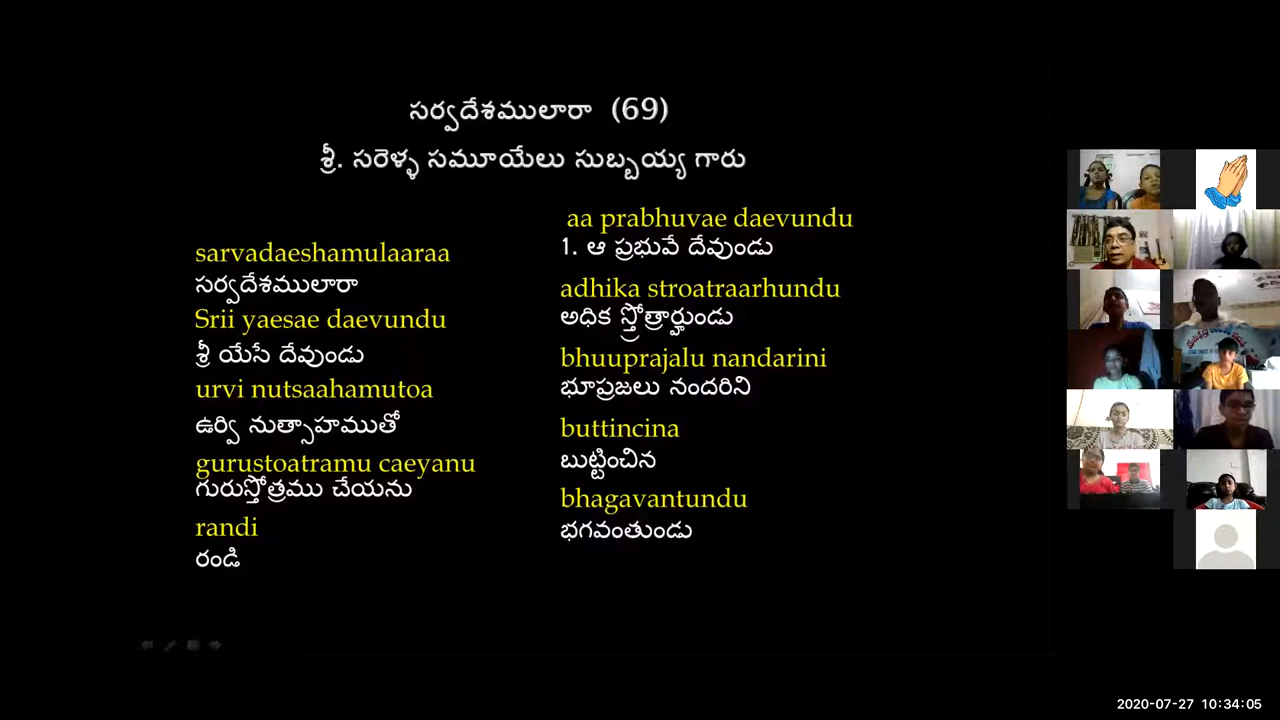 సర్వదేశములారా (69)
శ్రీ. సరెళ్ళ సమూయేలు సుబ్బయ్య గారు
sarvadaeshamulaaraa
సర్వదేశములారా
Srii yaesae daevundu
శ్రీ యేసే దేవుండు
urvi nutsaahamutoa
ఉర్వి నుత్సాహముతో
gurustoatramu caeyanu
గురుస్తోత్రము చేయను
randi
రండి
aa prabhuvae daevundu
1. ఆ ప్రభువే దేవుండు
adhika stroatraarhundu
అధిక స్త్రోత్రార్హుండు
bhuuprajalu nandarini
భూప్రజలు నందరిని
buttincina
బుట్టించిన
bhagavantundu
భగవంతుండు
2020-07-27 10:34:05